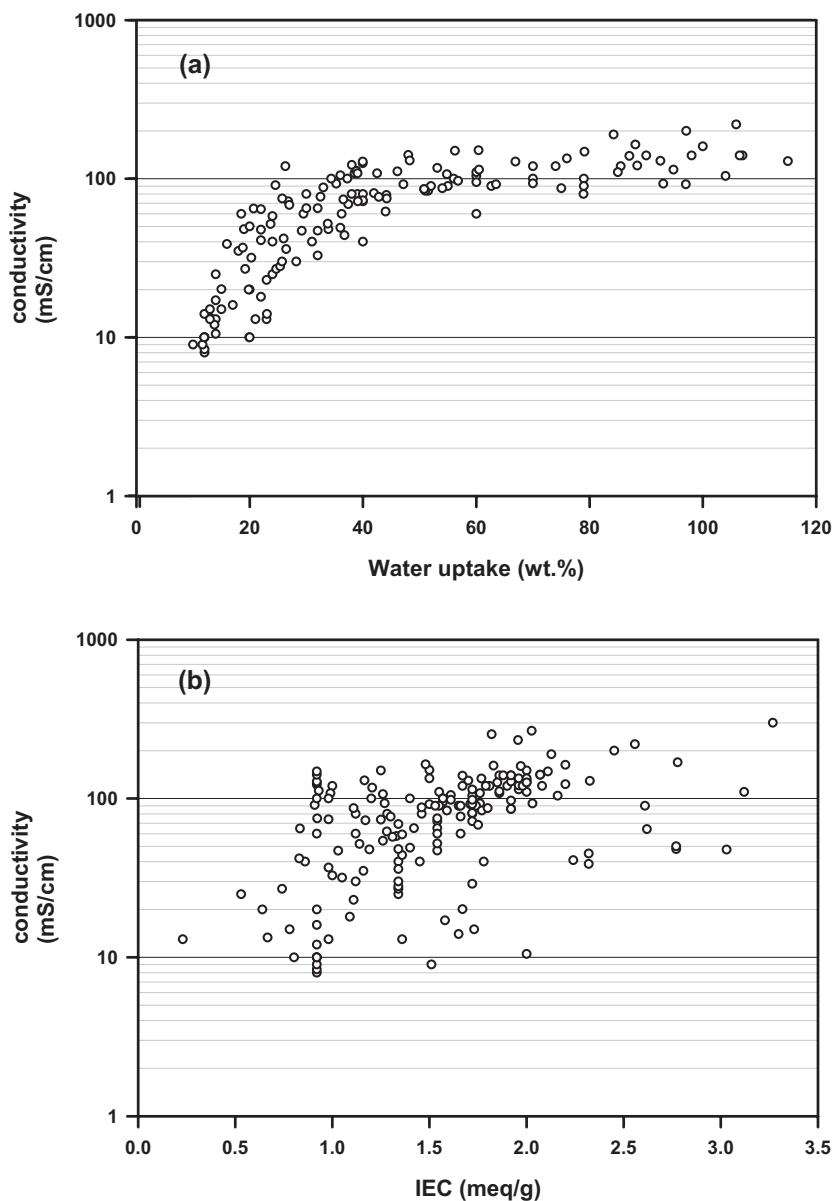 (a)
1000
100
10
1
conductivity
(mS/cm)
0 20 40 60 80 100 120
Water uptake (wt.%)
(b)
1000
100
10
1
conductivity
(mS/cm)
0.0 0.5 1.0 1.5 2.0 2.5 3.0 3.5
IEC (meq/g)